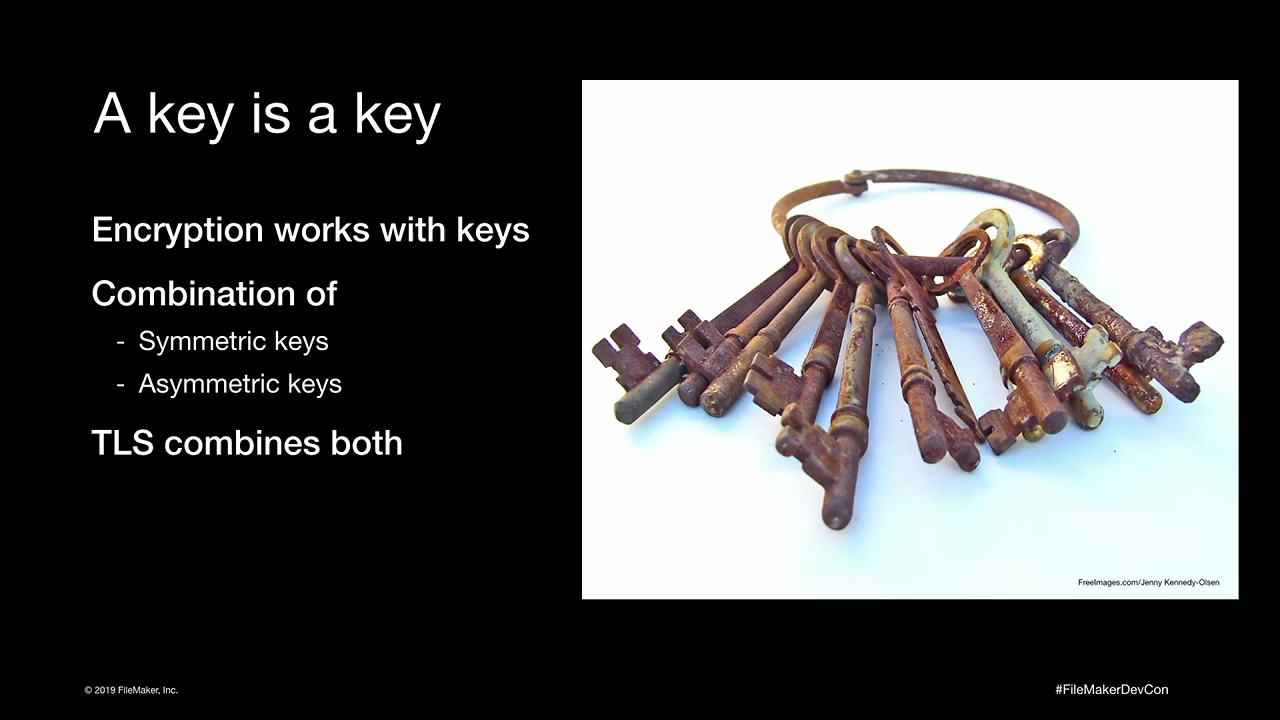 A key is a key
Encryption works with keys
Combination of
- Symmetric keys
- Asymmetric keys
TLS combines both
FreeImages.com/Jenny Kennedy-Olsen
© 2019 FileMaker, Inc.
#FileMakerDevCon